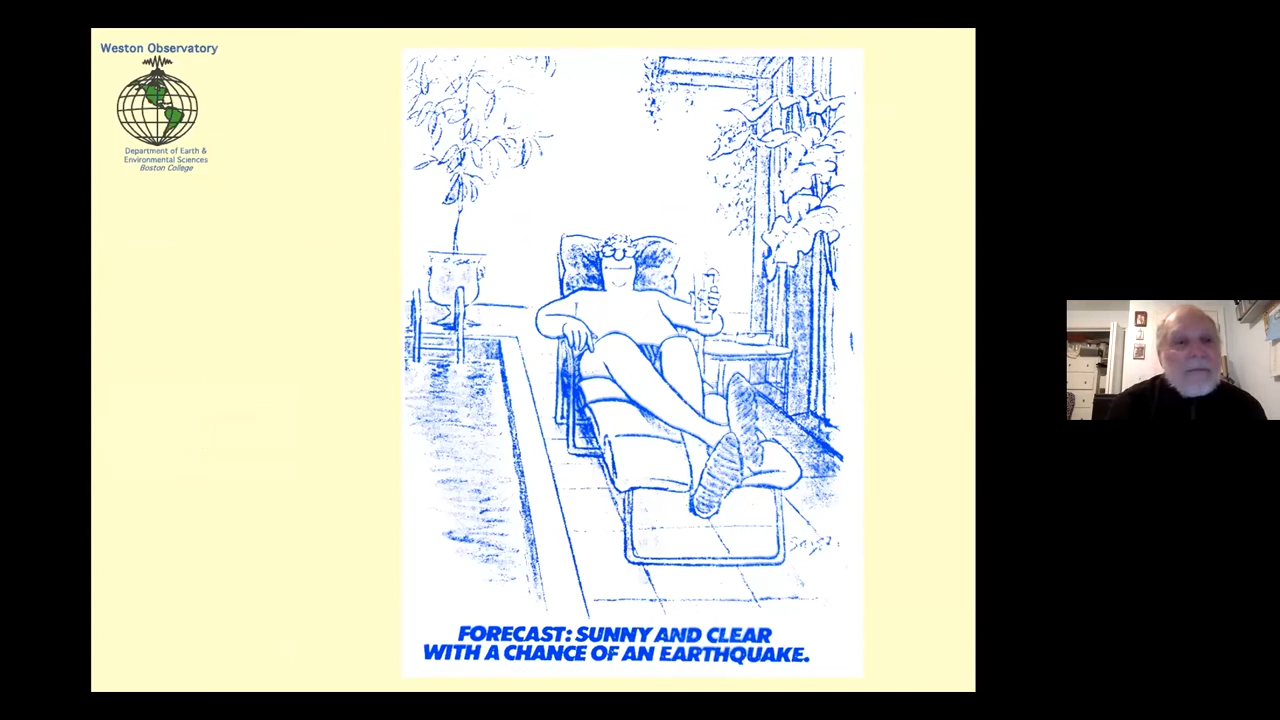 Weston Observatory
Department of Earth &
Environmental Sciences
Boston College
FORECAST: SUNNY AND CLEAR
WITH A CHANCE OF AN EARTHQUAKE.